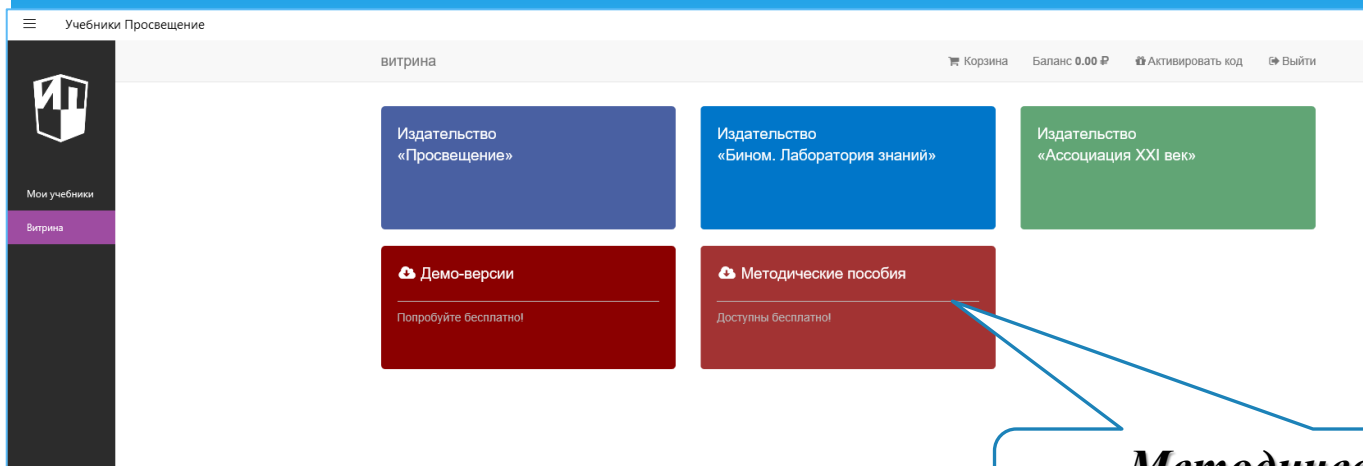 Учебники Просвещение
витрина
Корзина
Баланс 0.00 ₽
Активировать код
Выйти
ИП
Мои учебники
Витрина
Издательство
«Просвещение»
Издательство
«Бином. Лаборатория знаний»
Издательство
«Ассоциация XXI век»
Демо-версии
Попробуйте бесплатно!
Методические пособия
Доступны бесплатно!